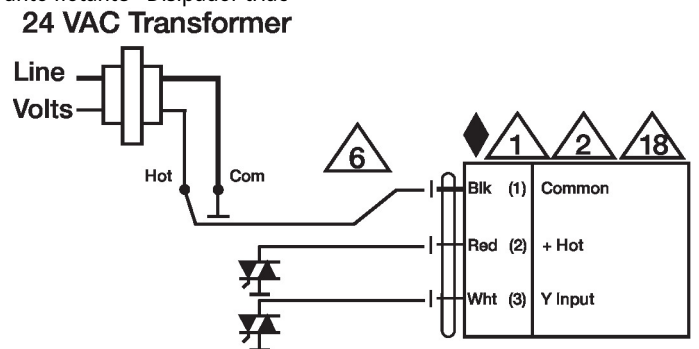 24 VAC Transformer
Line
Volts
Hot
Com
6
1
2
18
Blk (1) Common
Red (2) + Hot
Wht (3) Y Input